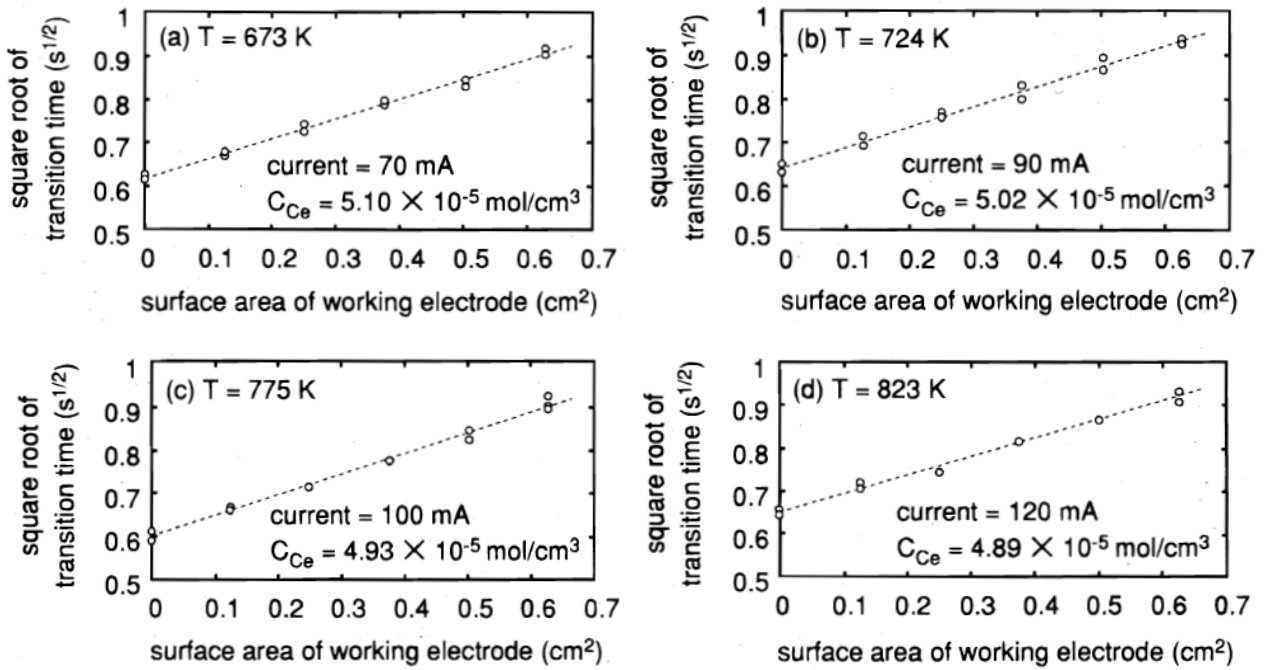 square root of
transition time (s1/2)
1
0.9
0.8
0.7
0.6
0.5
(a) T = 673 K
current = 70 mA
CCe = 5.10 × 10-5 mol/cm3
0 0.1 0.2 0.3 0.4 0.5 0.6 0.7
surface area of working electrode (cm2)
square root of
transition time (s1/2)
1
0.9
0.8
0.7
0.6
0.5
(b) T = 724 K
current = 90 mA
CCe = 5.02 × 10-5 mol/cm3
0 0.1 0.2 0.3 0.4 0.5 0.6 0.7
surface area of working electrode (cm2)
square root of
transition time (s1/2)
1
0.9
0.8
0.7
0.6
0.5
(c) T = 775 K
current = 100 mA
CCe = 4.93 × 10-5 mol/cm3
0 0.1 0.2 0.3 0.4 0.5 0.6 0.7
surface area of working electrode (cm2)
square root of
transition time (s1/2)
1
0.9
0.8
0.7
0.6
0.5
(d) T = 823 K
current = 120 mA
CCe = 4.89 × 10-5 mol/cm3
0 0.1 0.2 0.3 0.4 0.5 0.6 0.7
surface area of working electrode (cm2)